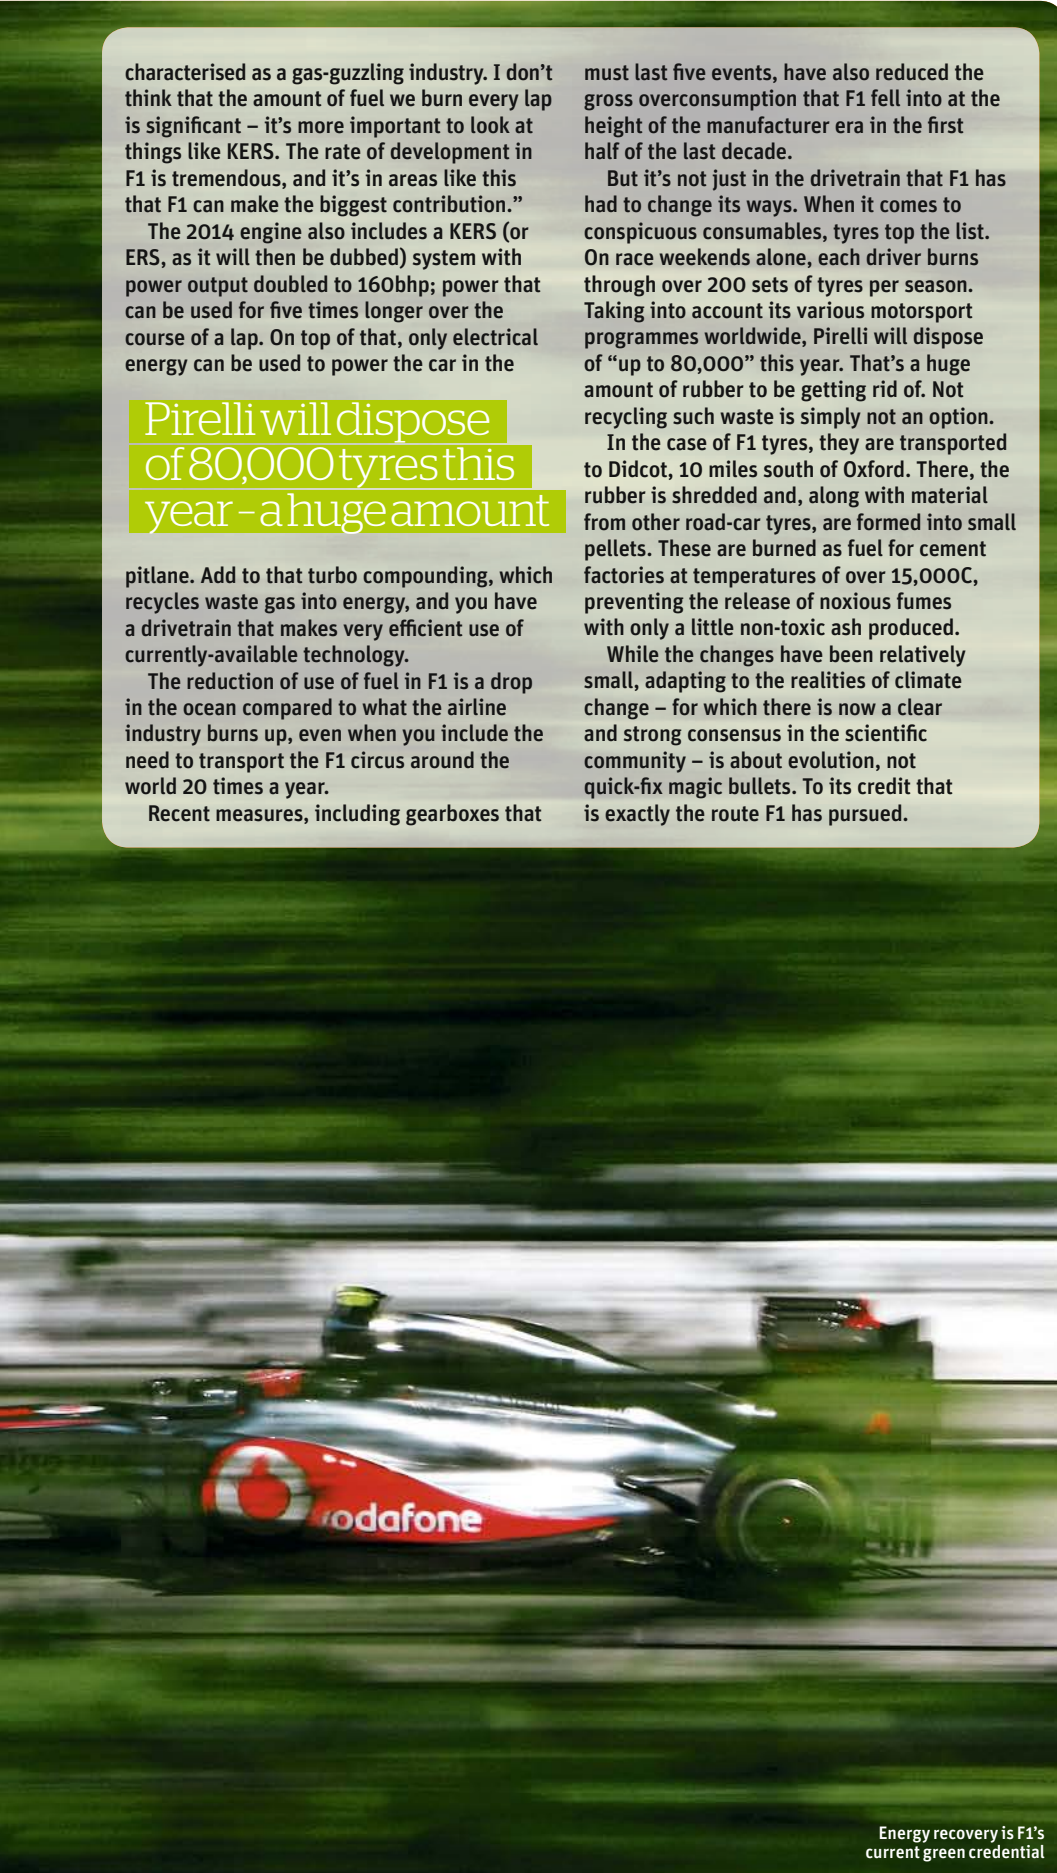 characterised as a gas-guzzling industry. I don't
think that the amount of fuel we burn every lap
is significant – it's more important to look at
things like KERS. The rate of development in
F1 is tremendous, and it's in areas like this
that F1 can make the biggest contribution.”
The 2014 engine also includes a KERS (or
ERS, as it will then be dubbed) system with
power output doubled to 160bhp; power that
can be used for five times longer over the
course of a lap. On top of that, only electrical
energy can be used to power the car in the
Pirelli will dispose
of 80,000 tyres this
year – a huge amount
pitlane. Add to that turbo compounding, which
recycles waste gas into energy, and you have
a drivetrain that makes very efficient use of
currently-available technology.
The reduction of use of fuel in F1 is a drop
in the ocean compared to what the airline
industry burns up, even when you include the
need to transport the F1 circus around the
world 20 times a year.
Recent measures, including gearboxes that
must last five events, have also reduced the
gross overconsumption that F1 fell into at the
height of the manufacturer era in the first
half of the last decade.
But it's not just in the drivetrain that F1 has
had to change its ways. When it comes to
conspicuous consumables, tyres top the list.
On race weekends alone, each driver burns
through over 200 sets of tyres per season.
Taking into account its various motorsport
programmes worldwide, Pirelli will dispose
of “up to 80,000” this year. That's a huge
amount of rubber to be getting rid of. Not
recycling such waste is simply not an option.
In the case of F1 tyres, they are transported
to Didcot, 10 miles south of Oxford. There, the
rubber is shredded and, along with material
from other road-car tyres, are formed into small
pellets. These are burned as fuel for cement
factories at temperatures of over 15,000C,
preventing the release of noxious fumes
with only a little non-toxic ash produced.
While the changes have been relatively
small, adapting to the realities of climate
change – for which there is now a clear
and strong consensus in the scientific
community – is about evolution, not
quick-fix magic bullets. To its credit that
is exactly the route F1 has pursued.
vodafone
Energy recovery is F1's
current green credential